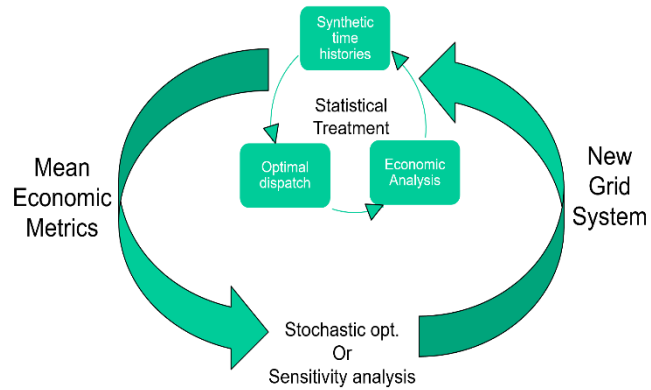 Synthetic
time
histories
Statistical
Treatment
Optimal
dispatch
Economic
Analysis
Mean
Economic
Metrics
New
Grid
System
Stochastic opt.
Or
Sensitivity analysis